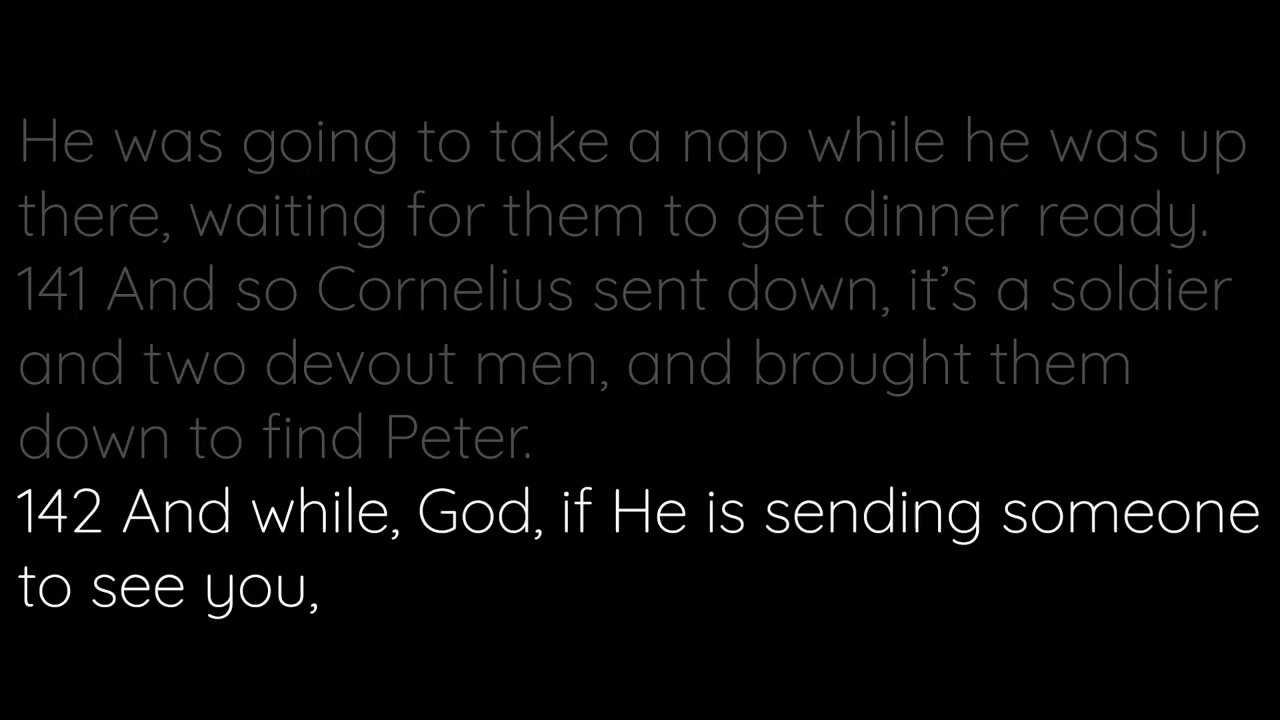 He was going to take a nap while he was up
there, waiting for them to get dinner ready.
141 And so Cornelius sent down, it’s a soldier
and two devout men, and brought them
down to find Peter.
142 And while, God, if He is sending someone
to see you,